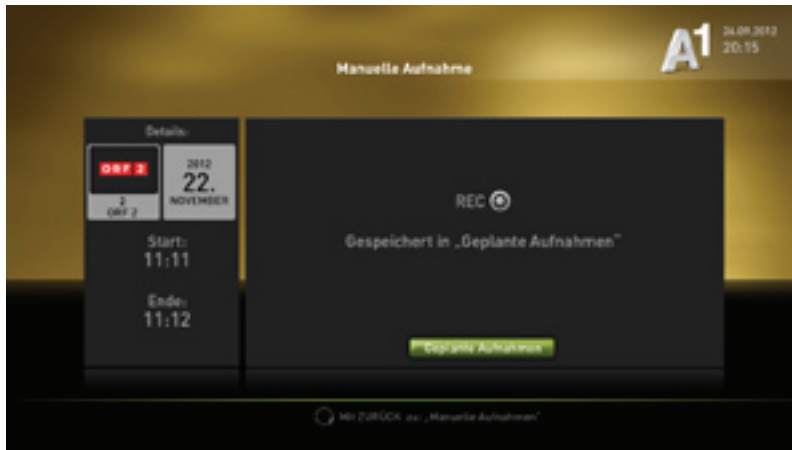 A1
24.09.2012
20:15
Manuelle Aufnahme
Details:
ORF 2
2
ORF 2
2012
22.
NOVEMBER
Start:
11:11
Ende:
11:12
REC
Gespeichert in „Geplante Aufnahmen“
Geplante Aufnahmen
Mit ZURÜCK zu: „Manuelle Aufnahmen“